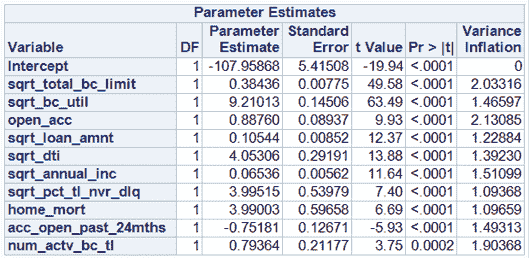 Parameter Estimates
Variable DF Parameter Estimate Standard Error t Value Pr > |t| Variance Inflation
Intercept 1 -107.95868 5.41508 -19.94 <.0001 0
sqrt_total_bc_limit 1 0.38436 0.00775 49.58 <.0001 2.03316
sqrt_bc_util 1 9.21013 0.14506 63.49 <.0001 1.46597
open_acc 1 0.88760 0.08937 9.93 <.0001 2.13085
sqrt_loan_amnt 1 0.10544 0.00852 12.37 <.0001 1.22884
sqrt_dti 1 4.05306 0.29191 13.88 <.0001 1.39230
sqrt_annual_inc 1 0.06536 0.00562 11.64 <.0001 1.51099
sqrt_pct_tl_nvr_dlq 1 3.99515 0.53979 7.40 <.0001 1.09368
home_mort 1 3.99003 0.59658 6.69 <.0001 1.09659
acc_open_past_24mths 1 -0.75181 0.12671 -5.93 <.0001 1.49313
num_actv_bc_tl 1 0.79364 0.21177 3.75 0.0002 1.90368